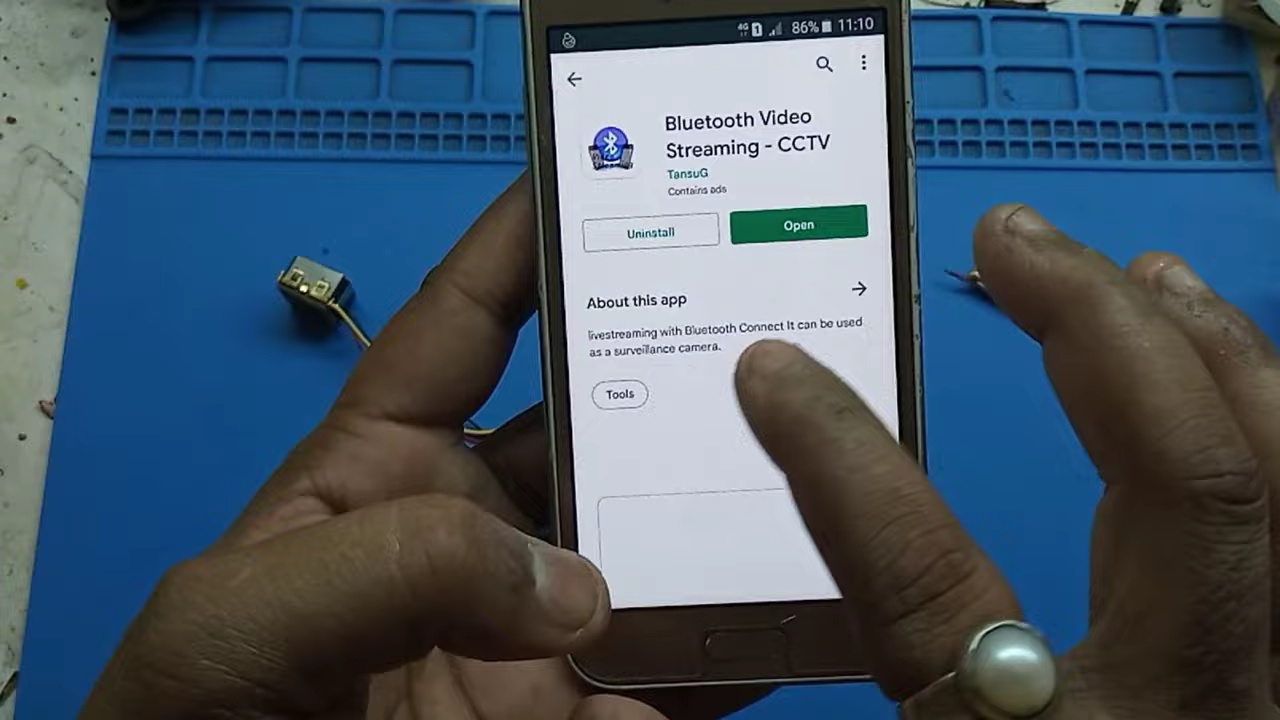 4G 1 86% 11:10
Bluetooth Video
Streaming - CCTV
TansuG
Contains ads
Uninstall
Open
About this app
livestreaming with Bluetooth Connect It can be used
as a surveillance camera.
Tools